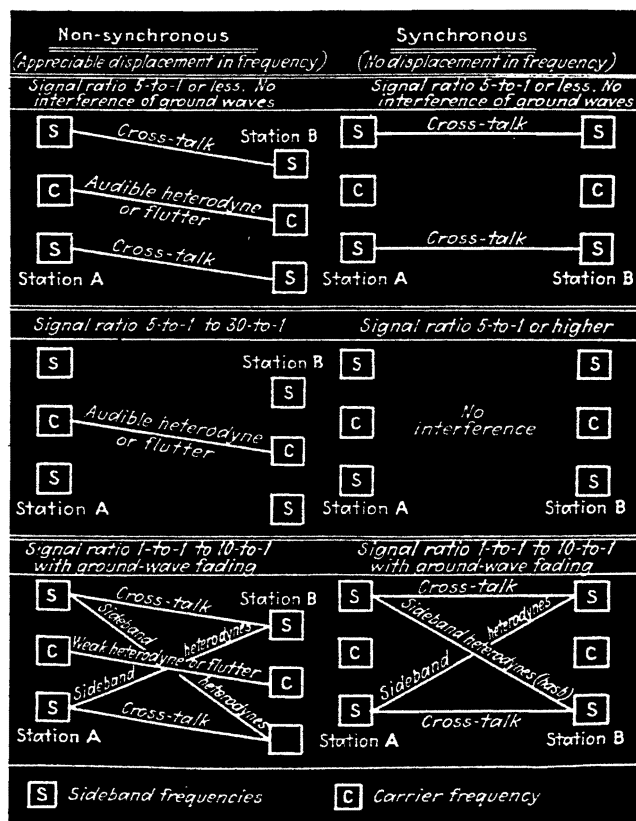 Non-synchronous
(Appreciable displacement in frequency)
Synchronous
(No displacement in frequency)
Signal ratio 5-to-1 or less. No
interference of ground waves
S
Cross-talk
Station B
S
C
Audible heterodyne
or flutter
C
S
Cross-talk
S
Station A
Signal ratio 5-to-1 or less. No
interference of ground waves
S
Cross-talk
S
C
C
S
Cross-talk
S
Station A
Station B
Signal ratio 5-to-1 to 30-to-1
S
Station B
S
C
Audible heterodyne
or flutter
C
S
S
Station A
Signal ratio 5-to-1 or higher
S
S
C
No
interference
C
S
S
Station A
Station B
Signal ratio 1-to-1 to 10-to-1
with ground-wave fading
S
Cross-talk
Station B
Sideband
heterodynes
S
C
Weak heterodyne or flutter
C
Sideband
heterodynes
S
Cross-talk
Station A
Signal ratio 1-to-1 to 10-to-1
with ground-wave fading
Cross-talk
S
S
Sideband heterodynes (hash)
heterodynes
C
C
Sideband
S
Cross-talk
S
Station A
Station B
S Sideband frequencies
C Carrier frequency